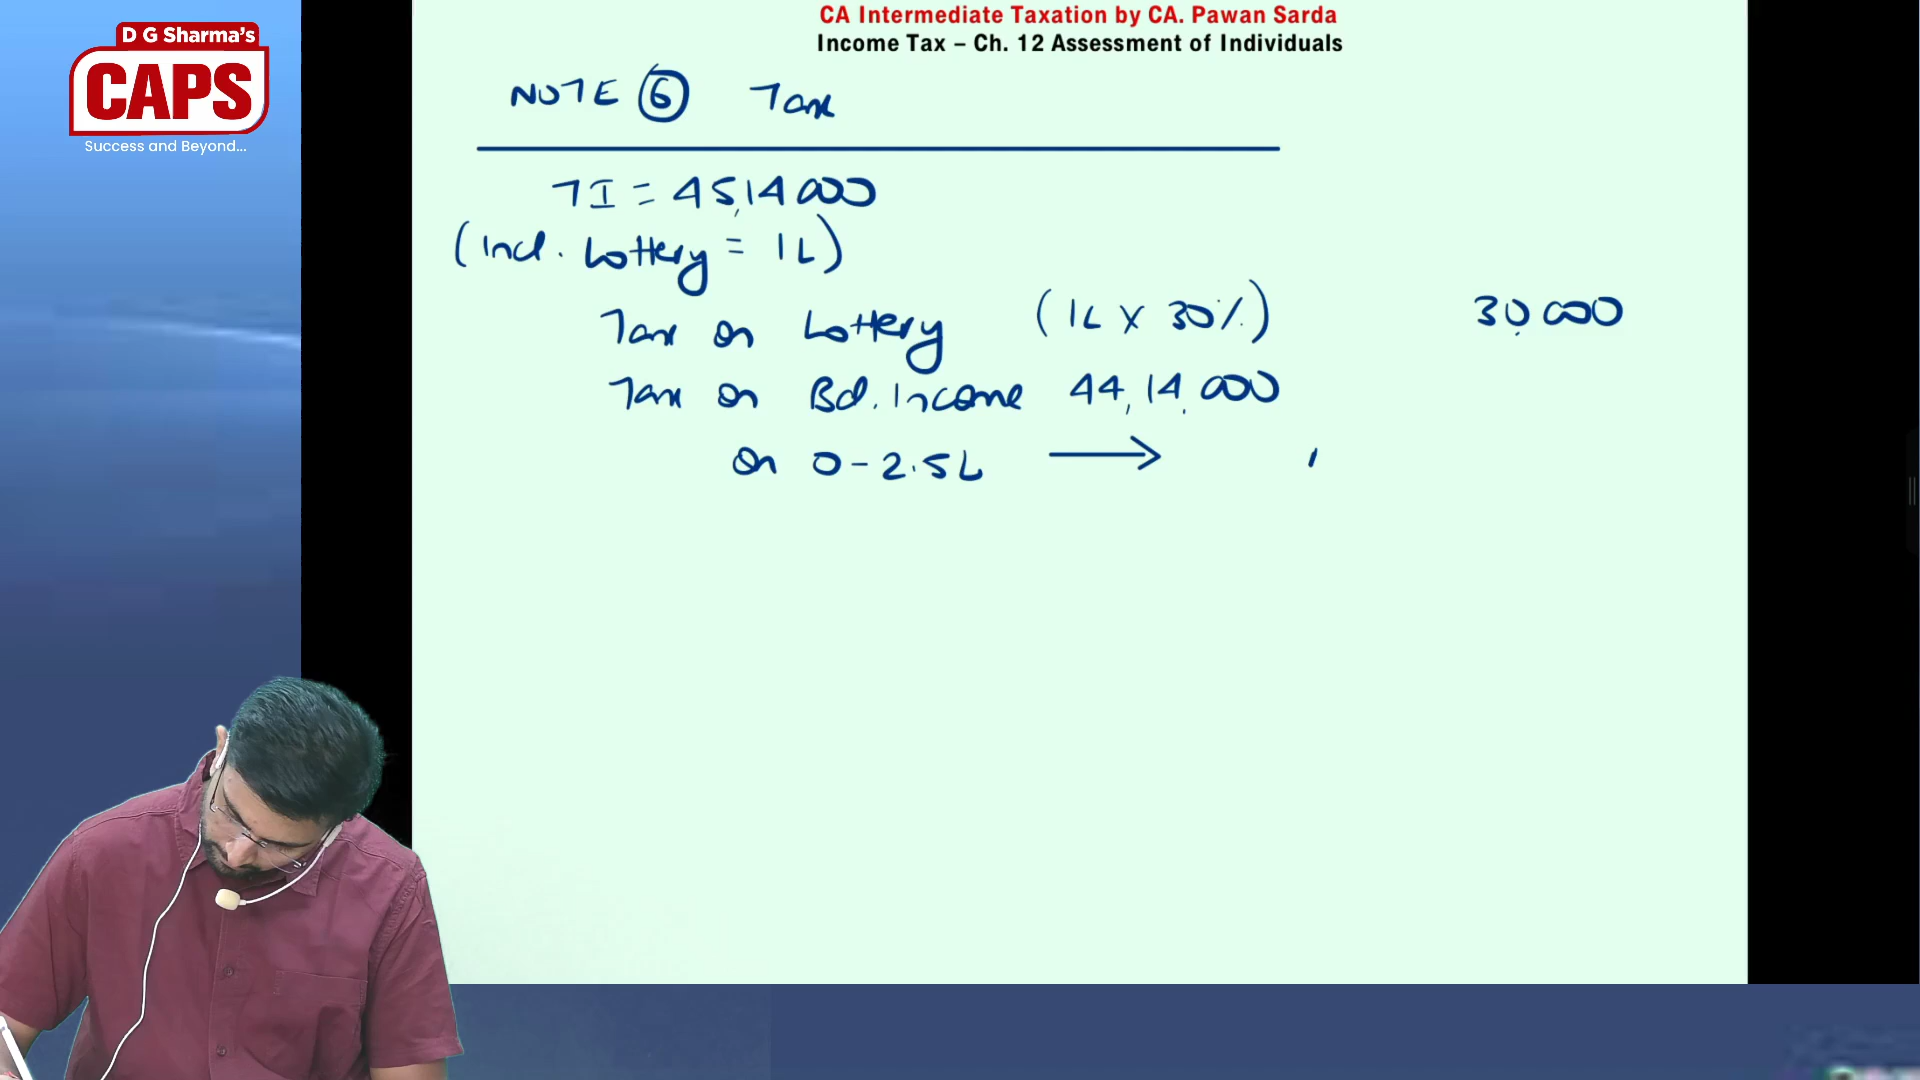 D G Sharma's
CAPS
Success and Beyond...
CA Intermediate Taxation by CA. Pawan Sarda
Income Tax – Ch. 12 Assessment of Individuals
NOTE 6 Tax
TI = 45,14,000
(Incl. Lottery = 1L)
Tax on Lottery (1L X 30%) 30,000
Tax on Bal. Income 44,14,000
on 0-2.5L →